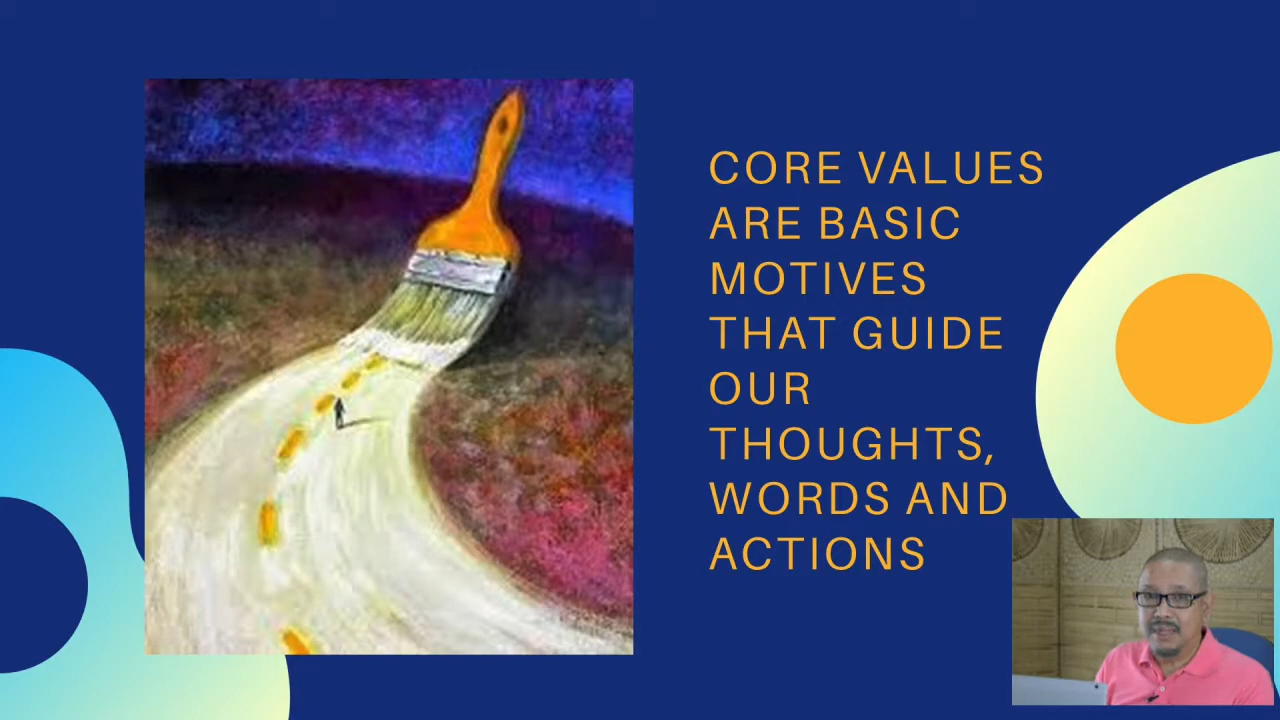 CORE VALUES
ARE BASIC
MOTIVES
THAT GUIDE
OUR
THOUGHTS,
WORDS AND
ACTIONS